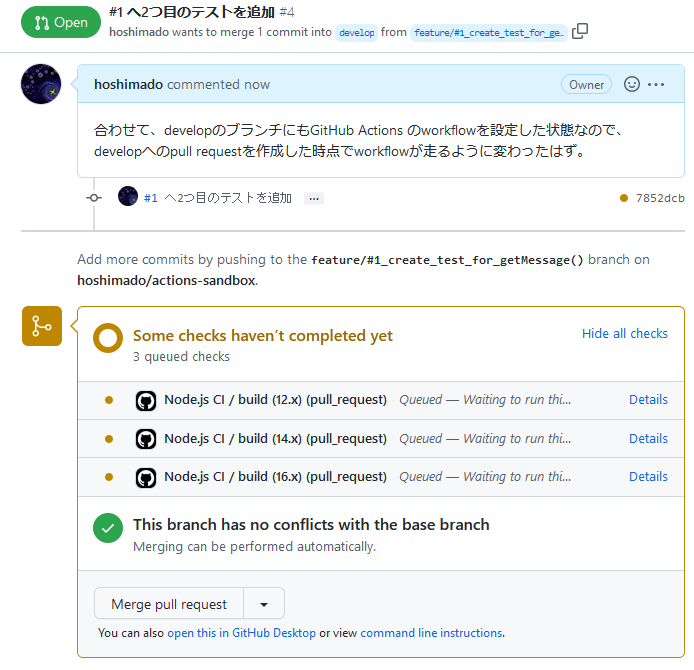 Open #1 へ2つ目のテストを追加 #4
hoshimado wants to merge 1 commit into develop from feature/#1_create_test_for_ge…
hoshimado commented now Owner
合わせて、developのブランチにもGitHub Actions のworkflowを設定した状態なので、
developへのpull requestを作成した時点でworkflowが走るように変わったはず。
#1 へ2つ目のテストを追加 … 7852dcb
Add more commits by pushing to the feature/#1_create_test_for_getMessage() branch on
hoshimado/actions-sandbox.
Some checks haven't completed yet Hide all checks
3 queued checks
Node.js CI / build (12.x) (pull_request) Queued — Waiting to run thi... Details
Node.js CI / build (14.x) (pull_request) Queued — Waiting to run thi... Details
Node.js CI / build (16.x) (pull_request) Queued — Waiting to run thi... Details
This branch has no conflicts with the base branch
Merging can be performed automatically.
Merge pull request
You can also open this in GitHub Desktop or view command line instructions.